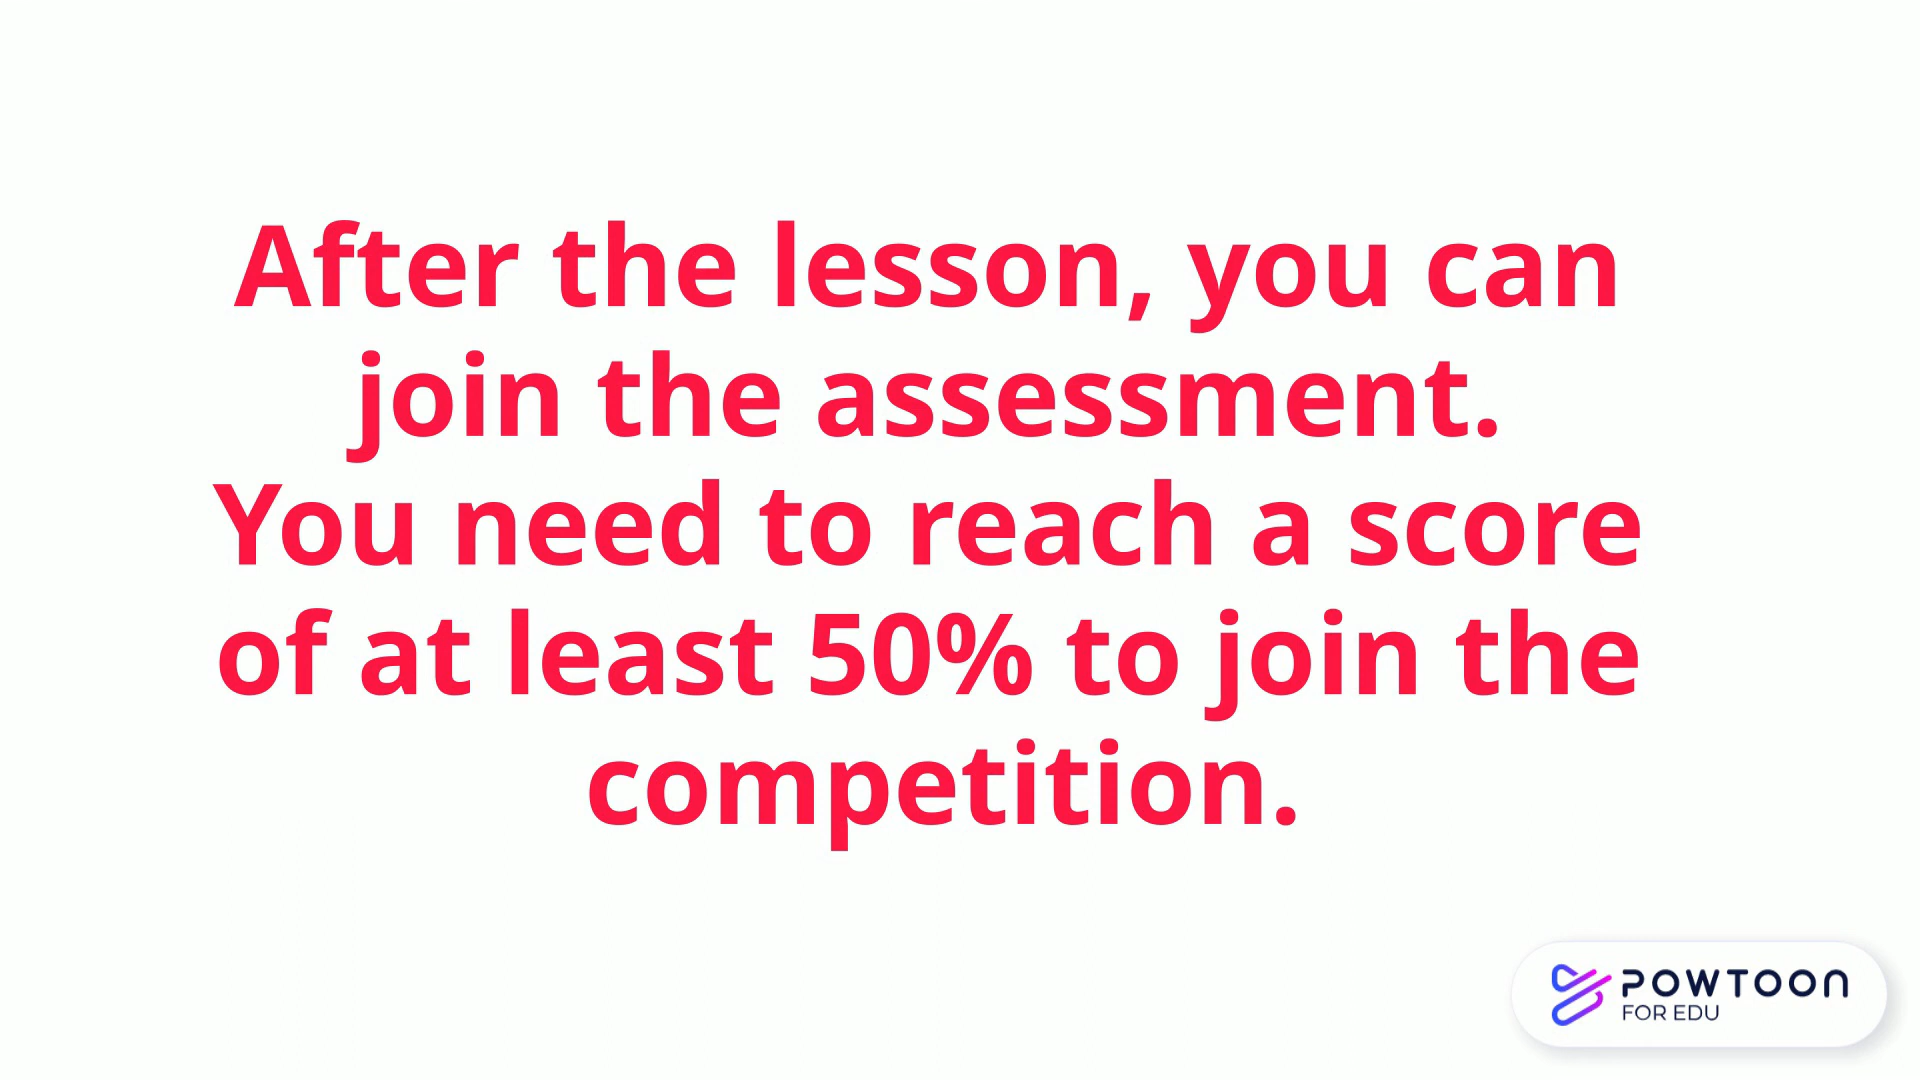 After the lesson, you can
join the assessment.
You need to reach a score
of at least 50% to join the
competition.
POWTOON
FOR EDU